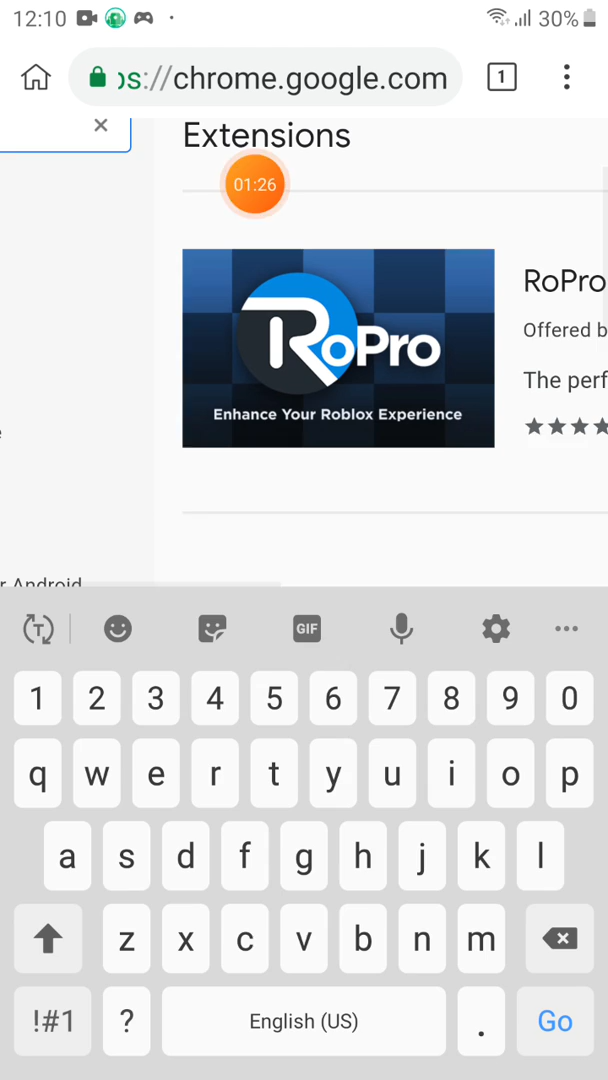 12:10
30%
ps://chrome.google.com
1
Extensions
01:26
RoPro
Enhance Your Roblox Experience
RoPro
Offered b
The perf
r Android
GIF
1 2 3 4 5 6 7 8 9 0
q w e r t y u i o p
a s d f g h j k l
z x c v b n m
!#1 ? English (US) . Go